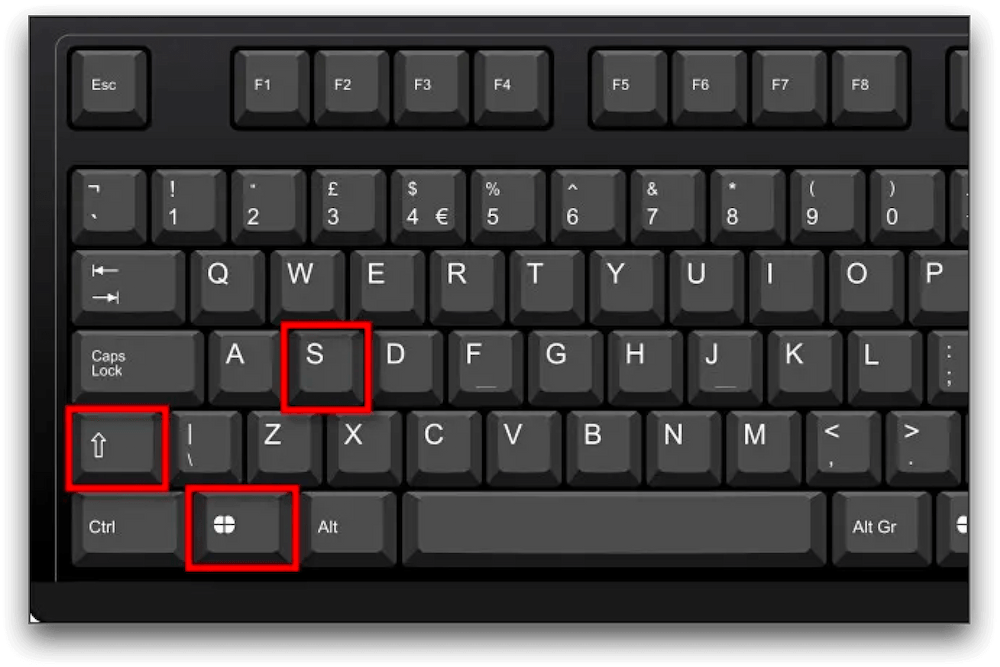 Esc F1 F2 F3 F4 F5 F6 F7 F8
¬ ! " £ $ % ^ & * ( )
` 1 2 3 4 € 5 6 7 8 9 0
Q W E R T Y U I O P
Caps
Lock
A S D F G H J K L : ;
| \ Z X C V B N M < , > .
Ctrl Alt Alt Gr